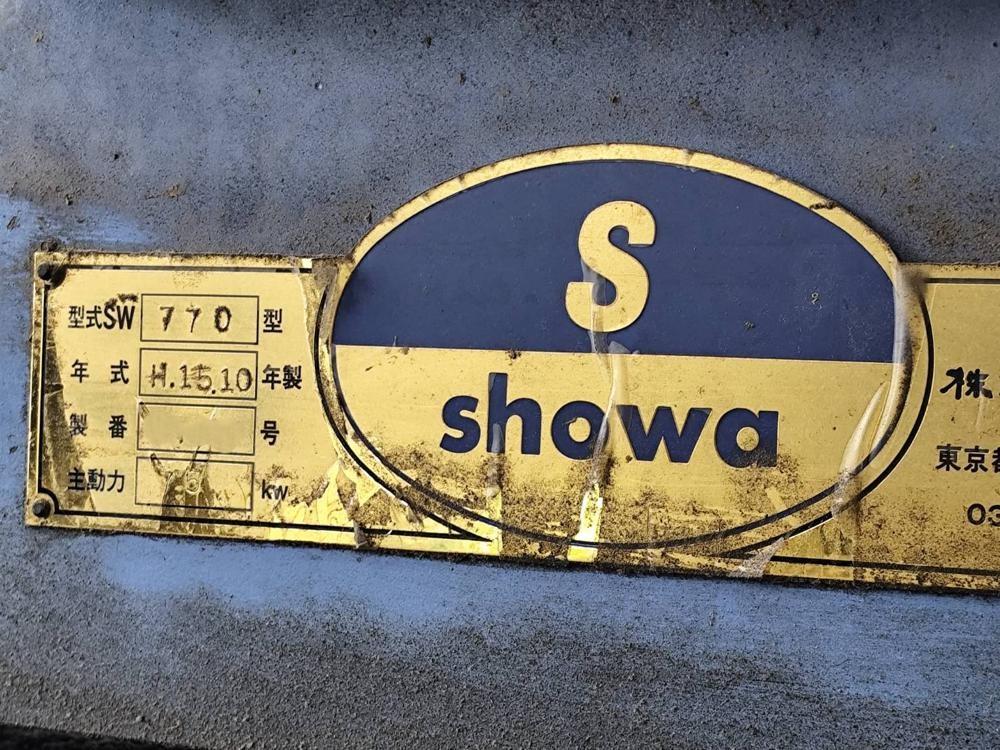 型式SW 770 型
年式 H.15.10 年製
製番 号
主動力 kw
S
showa
株
東京都
03